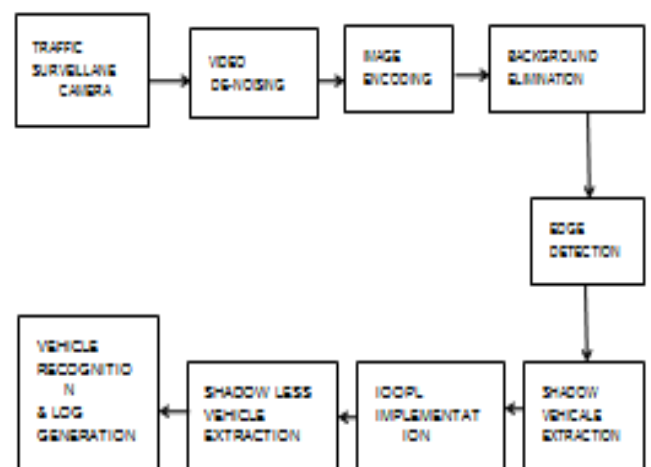 TRAFFIC
SURVELLANE
CAMERA
VIDEO
DE-NOISING
IMAGE
ENCODING
BACKGROUND
ELIMINATION
EDGE
DETECTION
SHADOW
VEHICALE
EXTRACTION
IOOPL
IMPLEMENTAT
ION
SHADOW LESS
VEHICLE
EXTRACTION
VEHICLE
RECOGNITIO
N
& LOG
GENERATION